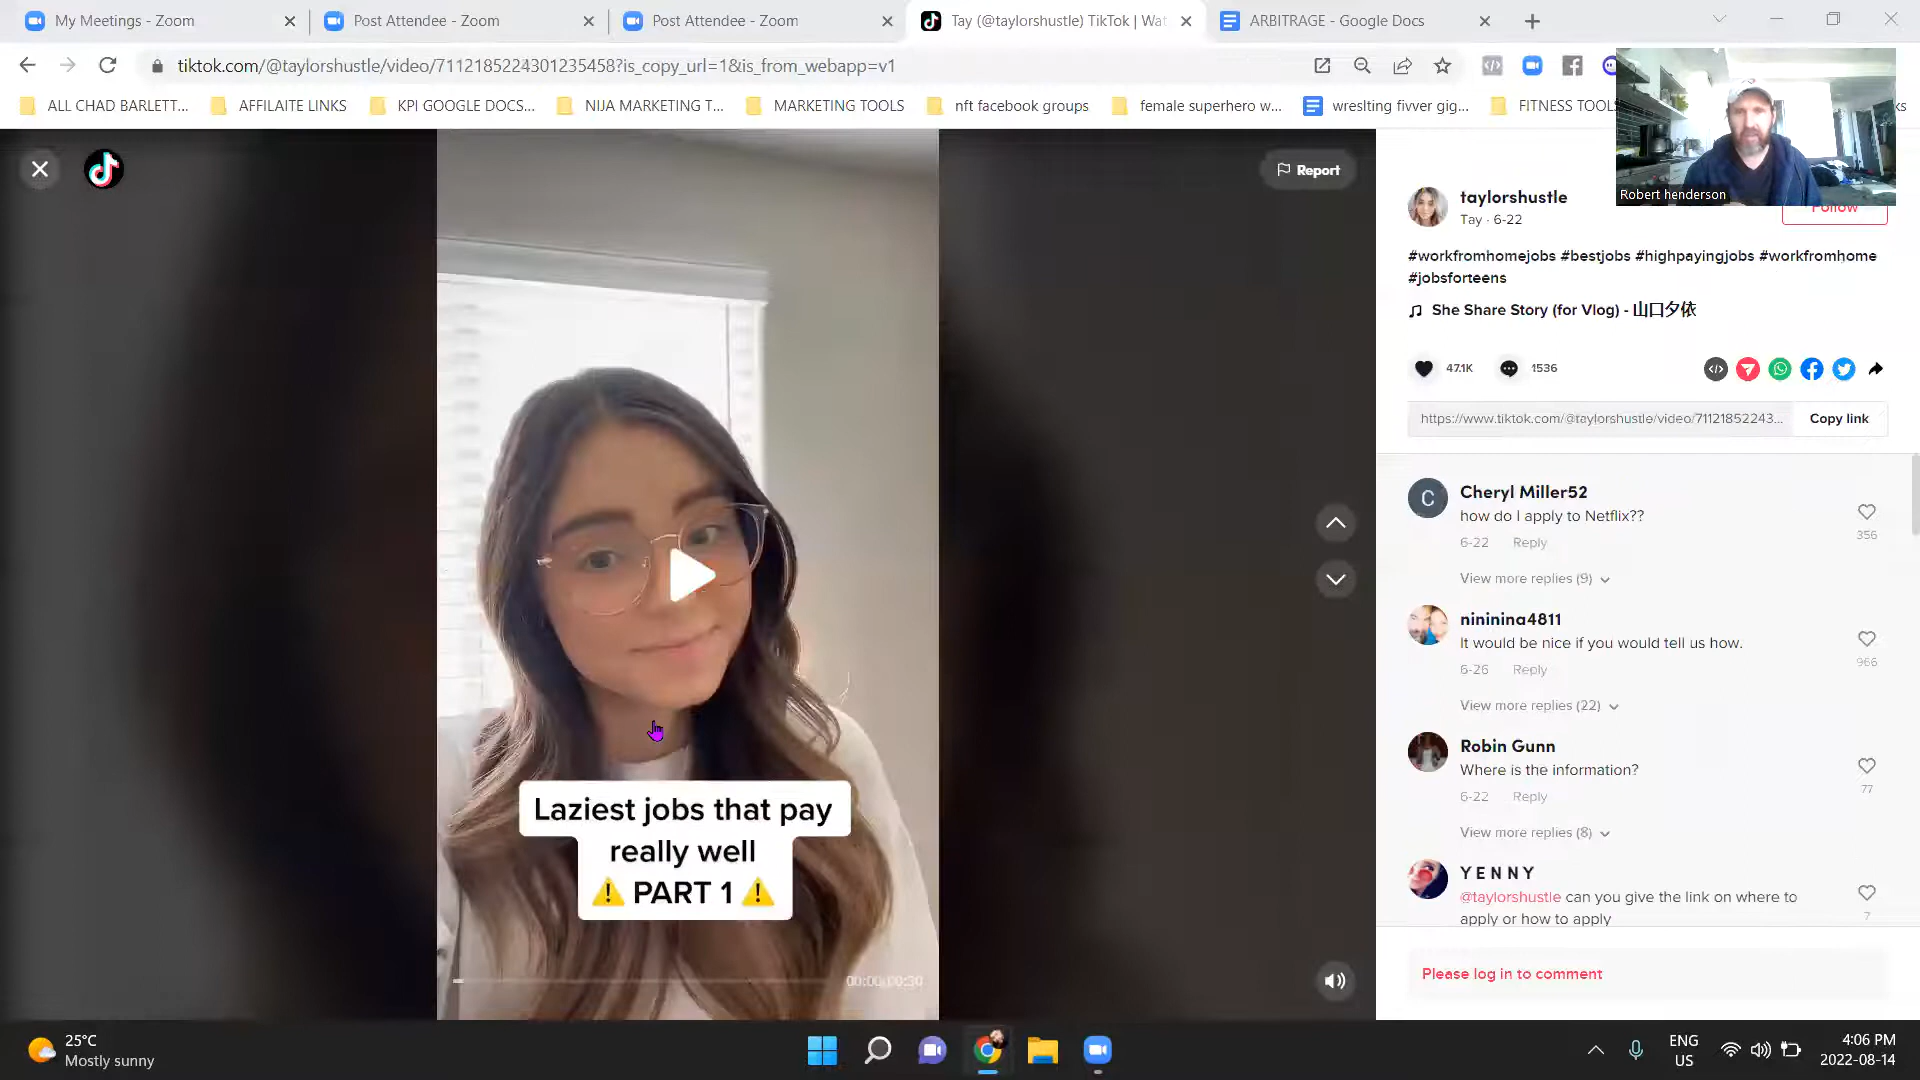 My Meetings - Zoom
Post Attendee - Zoom
Post Attendee - Zoom
Tay (@taylorshustle) TikTok | Wat
ARBITRAGE - Google Docs
tiktok.com/@taylorshustle/video/7112185224301235458?is_copy_url=1&is_from_webapp=v1
ALL CHAD BARLETT...
AFFILAITE LINKS
KPI GOOGLE DOCS...
NIJA MARKETING T...
MARKETING TOOLS
nft facebook groups
female superhero w...
wreslting fivver gig...
FITNESS TOOLS
ks
Robert henderson
Report
taylorshustle
Tay · 6-22
Follow
#workfromhomejobs #bestjobs #highpayingjobs #workfromhome
#jobsforteens
She Share Story (for Vlog) - 山口夕依
47.1K
1536
https://www.tiktok.com/@taylorshustle/video/71121852243...
Copy link
C
Cheryl Miller52
how do I apply to Netflix??
6-22 Reply
356
View more replies (9)
nininina4811
It would be nice if you would tell us how.
6-26 Reply
966
View more replies (22)
Robin Gunn
Where is the information?
6-22 Reply
77
View more replies (8)
Y E N N Y
@taylorshustle can you give the link on where to
apply or how to apply
7
Please log in to comment
Laziest jobs that pay
really well
⚠️ PART 1 ⚠️
25°C
Mostly sunny
ENG
US
4:06 PM
2022-08-14